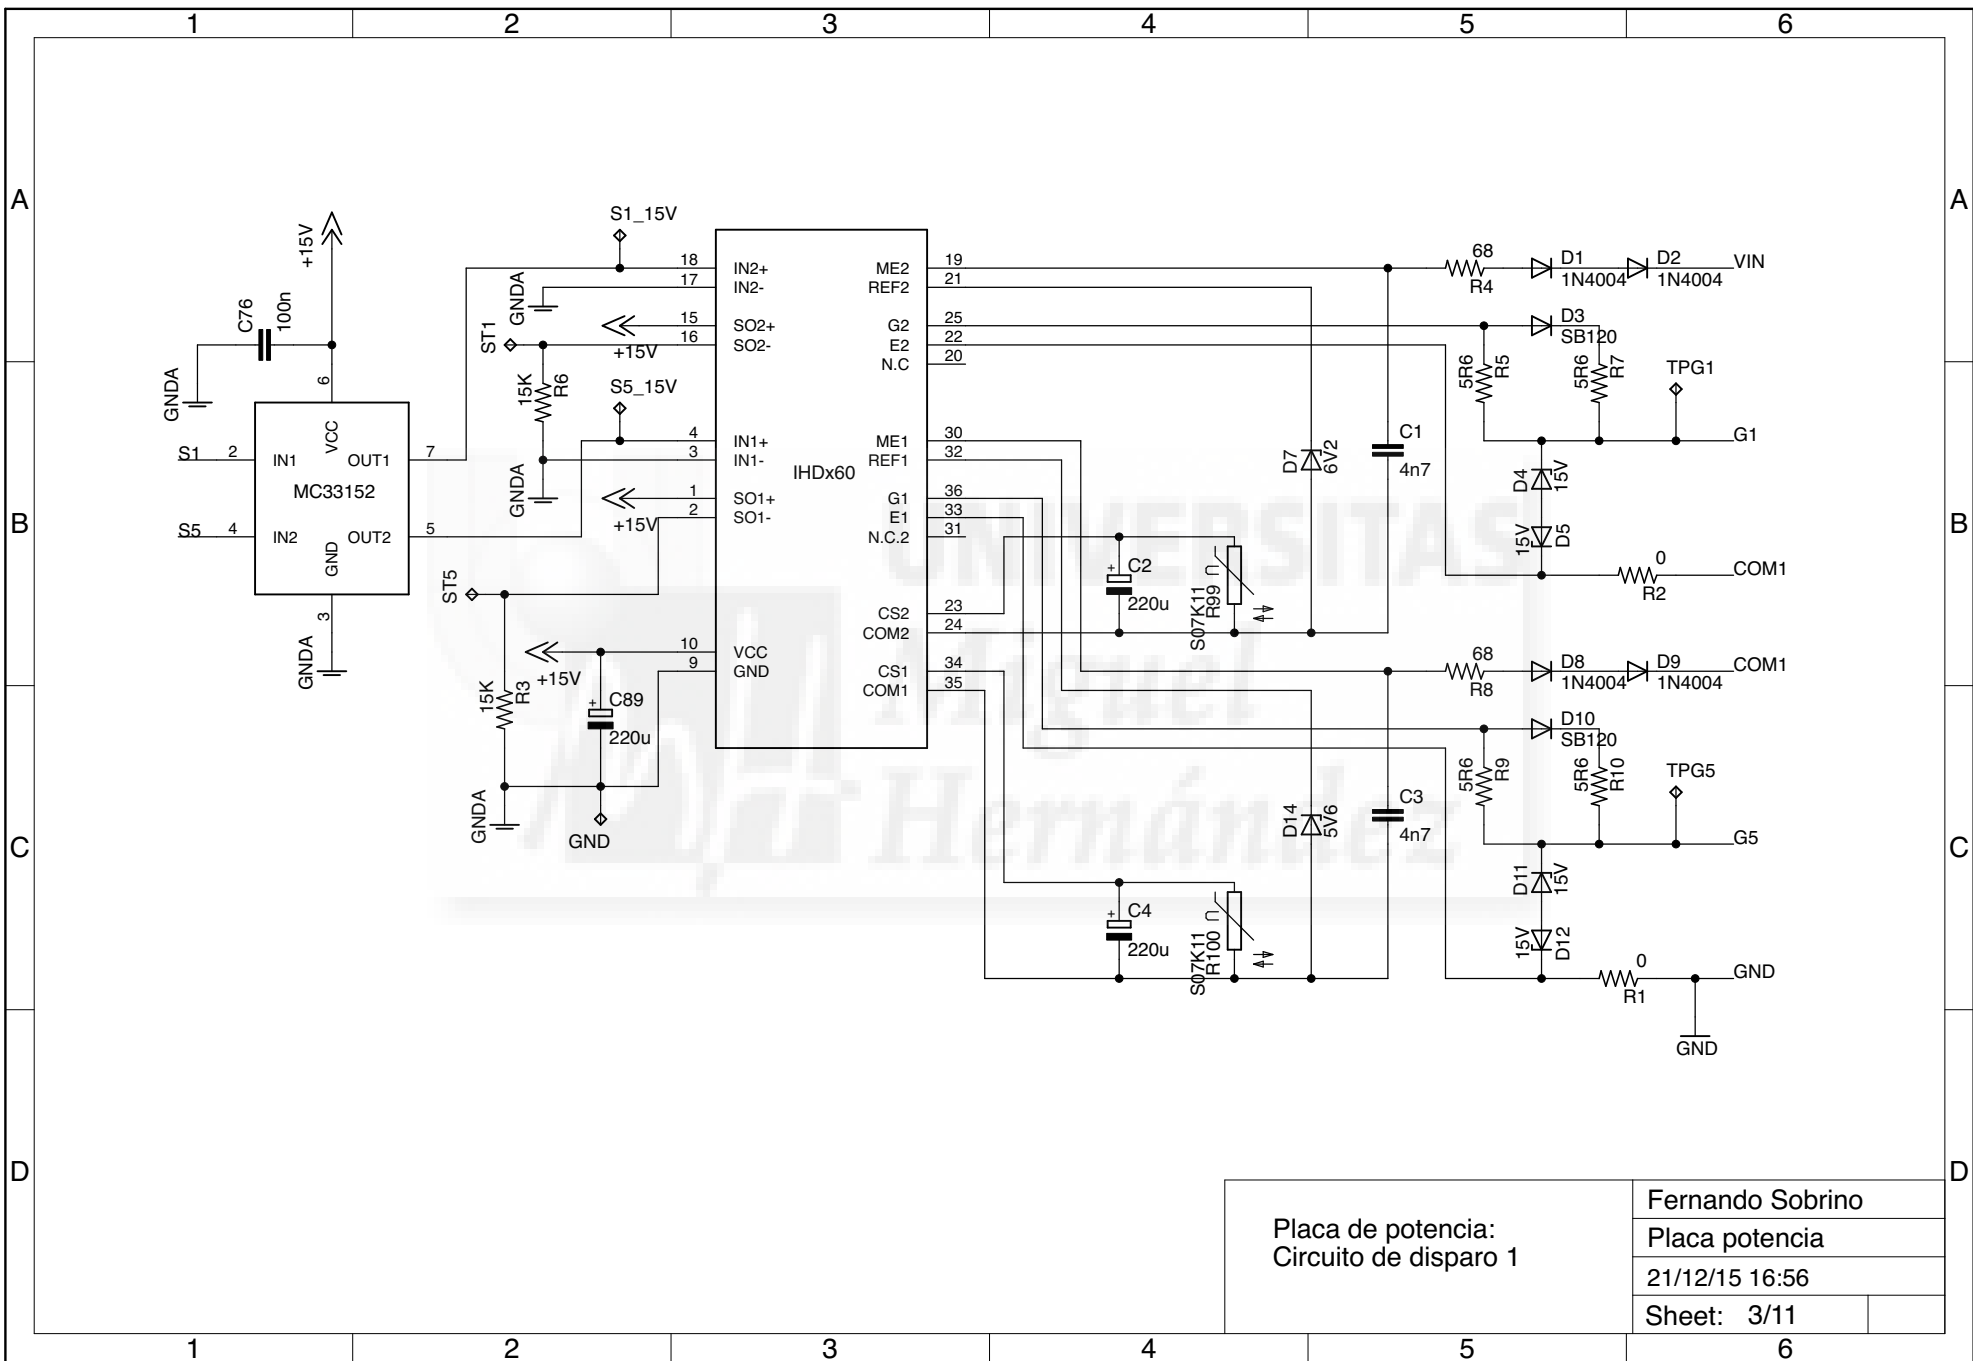 1 2 3 4 5 6
A A
S1_15V
+15V
18 IN2+ ME2 19
17 IN2- REF2 21
68
R4
D1
1N4004
D2
1N4004
VIN
GNDA
C76
100n
ST1
15 SO2+ G2 25
16 SO2- E2 22
N.C 20
+15V
D3
SB120
GNDA
6
15K
R6
S5_15V
5R6
R5
5R6
R7
TPG1
S1 2 IN1 VCC OUT1 7
MC33152
S5 4 IN2 GND OUT2 5
3
GNDA
4 IN1+ ME1 30
3 IN1- REF1 32
IHDx60
GNDA
1 SO1+ G1 36
2 SO1- E1 33
N.C.2 31
+15V
D7
6V2
C1
4n7
G1
D4
15V
15V
D5
B B
UNIVERSITAS
Miguel
Hernández
ST5
+
C2
220u
S07K11
R99
U
0
R2
COM1
CS2 23
COM2 24
10 VCC CS1 34
9 GND COM1 35
+15V
15K
R3
+
C89
220u
GNDA
GND
68
R8
D8
1N4004
D9
1N4004
COM1
D10
SB120
5R6
R9
5R6
R10
TPG5
D14
5V6
C3
4n7
G5
C C
D11
15V
15V
D12
+
C4
220u
S07K11
R100
U
0
R1
GND
GND
D D
Placa de potencia:
Circuito de disparo 1
Fernando Sobrino
Placa potencia
21/12/15 16:56
Sheet: 3/11
1 2 3 4 5 6